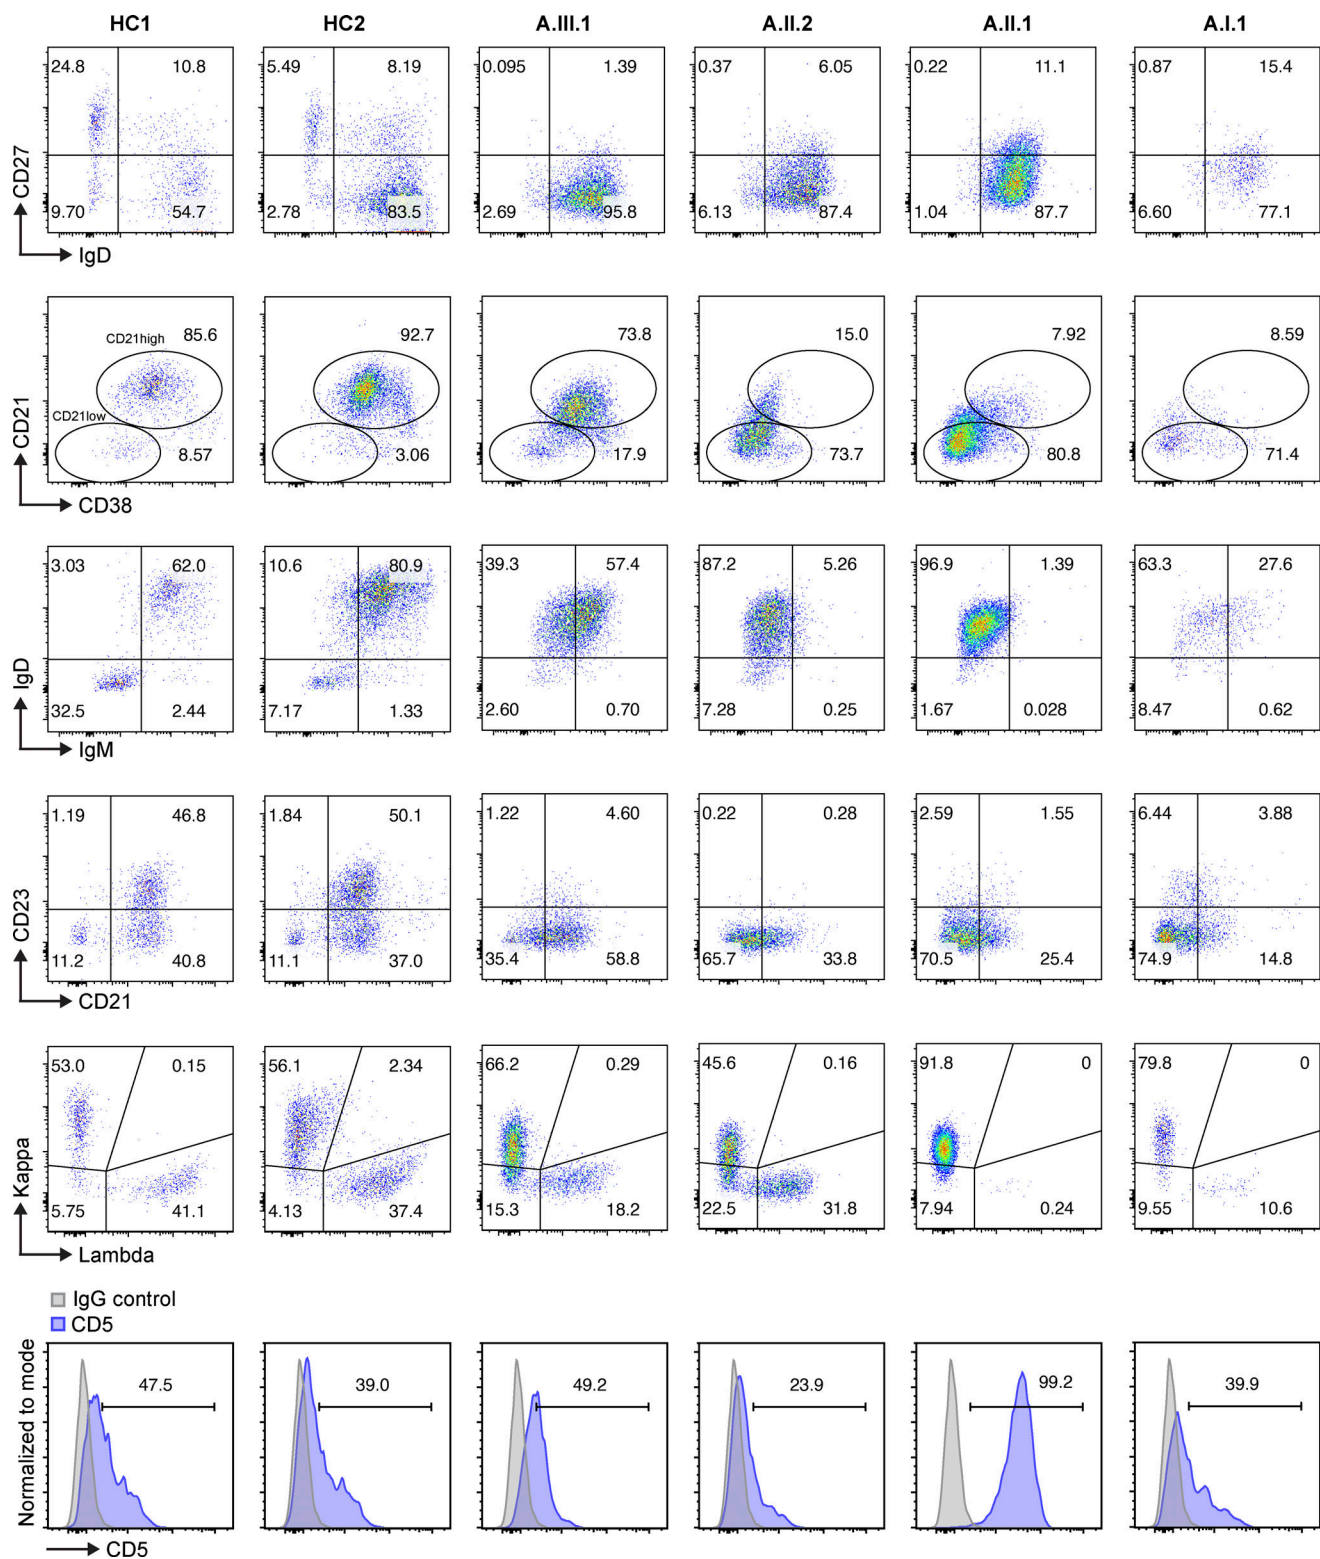 HC1 HC2 A.III.1 A.II.2 A.II.1 A.I.1
24.8 10.8 5.49 8.19 0.095 1.39 0.37 6.05 0.22 11.1 0.87 15.4
CD27
9.70 54.7 2.78 83.5 2.69 95.8 6.13 87.4 1.04 87.7 6.60 77.1
IgD
CD21high 85.6 92.7 73.8 15.0 7.92 8.59
CD21low
CD21
8.57 3.06 17.9 73.7 80.8 71.4
CD38
3.03 62.0 10.6 80.9 39.3 57.4 87.2 5.26 96.9 1.39 63.3 27.6
IgD
32.5 2.44 7.17 1.33 2.60 0.70 7.28 0.25 1.67 0.028 8.47 0.62
IgM
1.19 46.8 1.84 50.1 1.22 4.60 0.22 0.28 2.59 1.55 6.44 3.88
CD23
11.2 40.8 11.1 37.0 35.4 58.8 65.7 33.8 70.5 25.4 74.9 14.8
CD21
53.0 0.15 56.1 2.34 66.2 0.29 45.6 0.16 91.8 0 79.8 0
Kappa
5.75 41.1 4.13 37.4 15.3 18.2 22.5 31.8 7.94 0.24 9.55 10.6
Lambda
IgG control
CD5
Normalized to mode
47.5 39.0 49.2 23.9 99.2 39.9
CD5